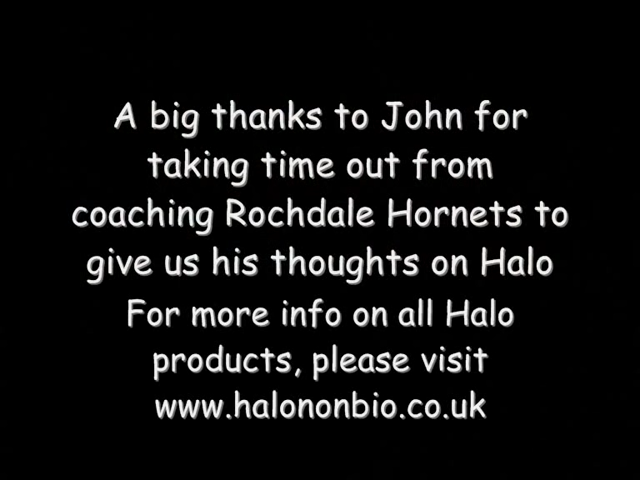 A big thanks to John for
taking time out from
coaching Rochdale Hornets to
give us his thoughts on Halo
For more info on all Halo
products, please visit
www.halononbio.co.uk